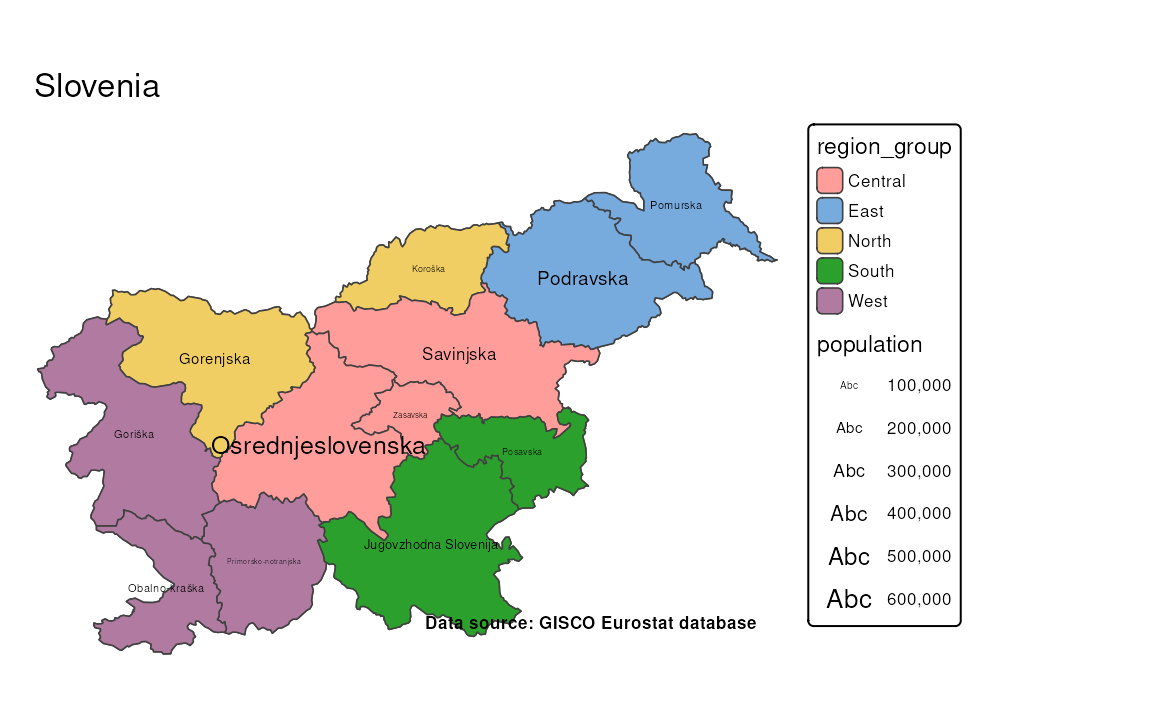 Slovenia
region_group
Central
East
North
South
West
population
Abc 100,000
Abc 200,000
Abc 300,000
Abc 400,000
Abc 500,000
Abc 600,000
Pomurska
Koroška
Podravska
Gorenjska
Savinjska
Zasavska
Goriška
Osrednjeslovenska
Posavska
Jugovzhodna Slovenija
Primorsko-notranjska
Obalno-kraška
Data source: GISCO Eurostat database